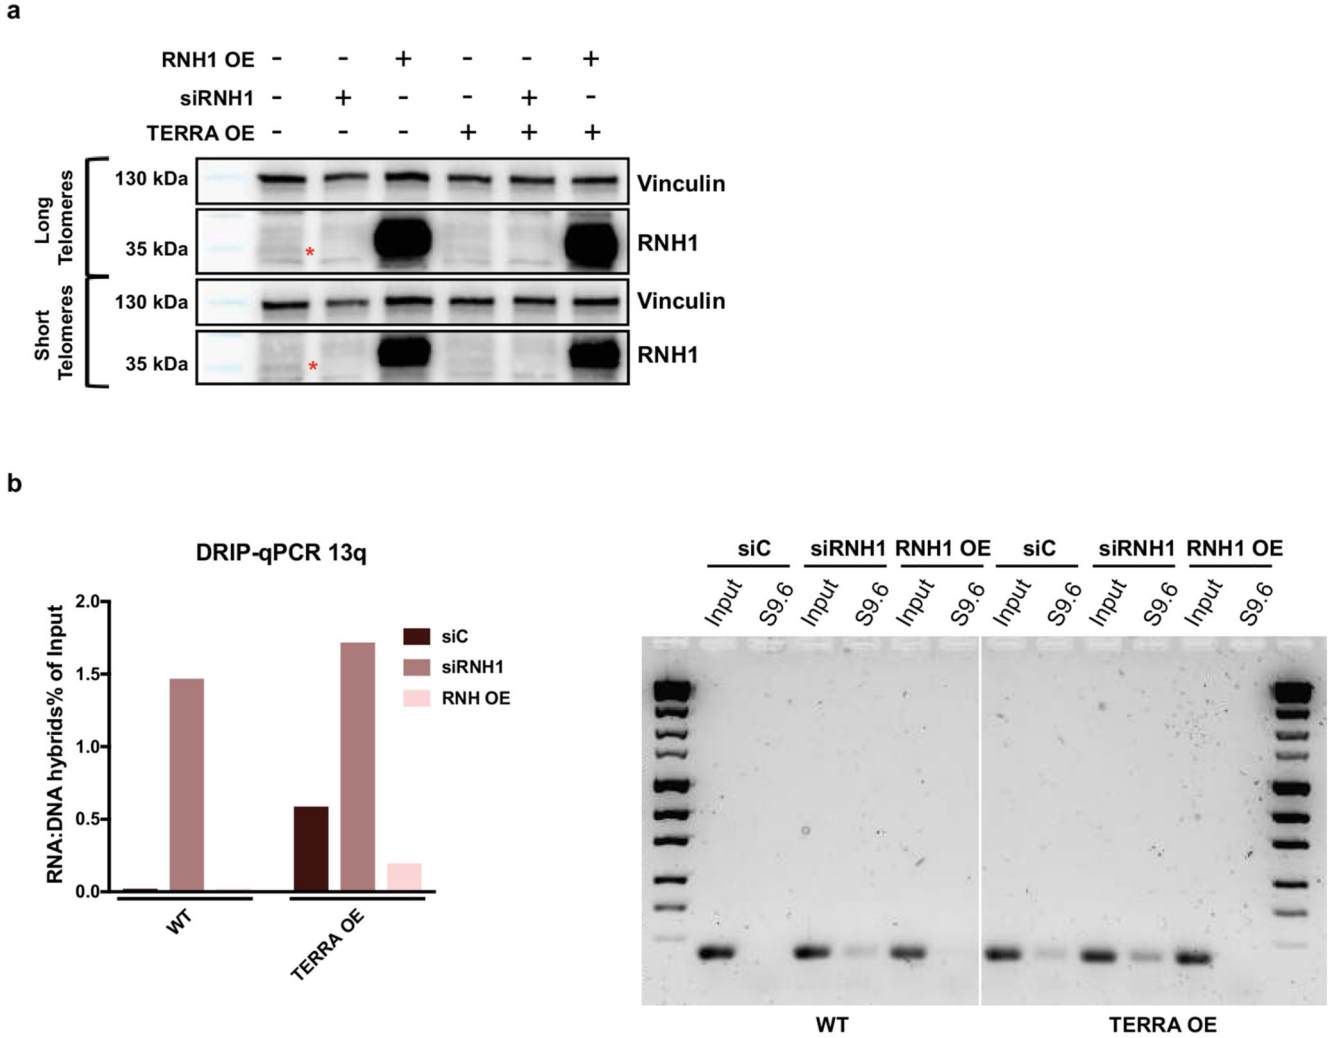 a
RNH1 OE - - + - - +
siRNH1 - + - - + -
TERRA OE - - - + + +
Long Telomeres
130 kDa
Vinculin
35 kDa
*
RNH1
Short Telomeres
130 kDa
Vinculin
35 kDa
*
RNH1
b
DRIP-qPCR 13q
RNA:DNA hybrids% of Input
2.0
1.5
1.0
0.5
0.0
siC
siRNH1
RNH OE
WT
TERRA OE
siC siRNH1 RNH1 OE siC siRNH1 RNH1 OE
Input S9.6 Input S9.6 Input S9.6 Input S9.6 Input S9.6 Input S9.6
WT
TERRA OE